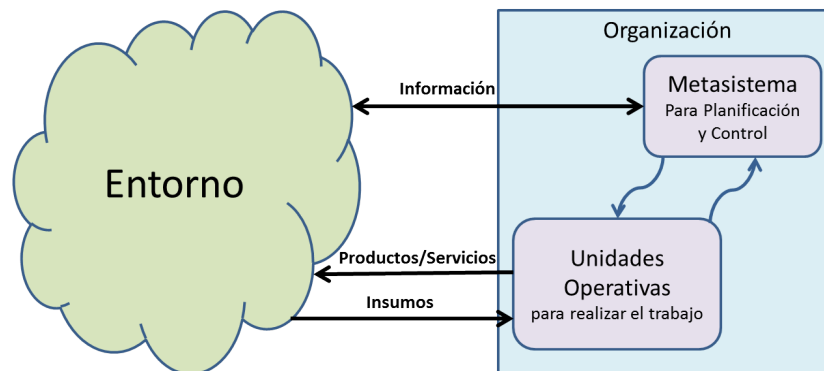 Organización
Metasistema
Para Planificación
y Control
Información
Entorno
Productos/Servicios
Insumos
Unidades
Operativas
para realizar el trabajo